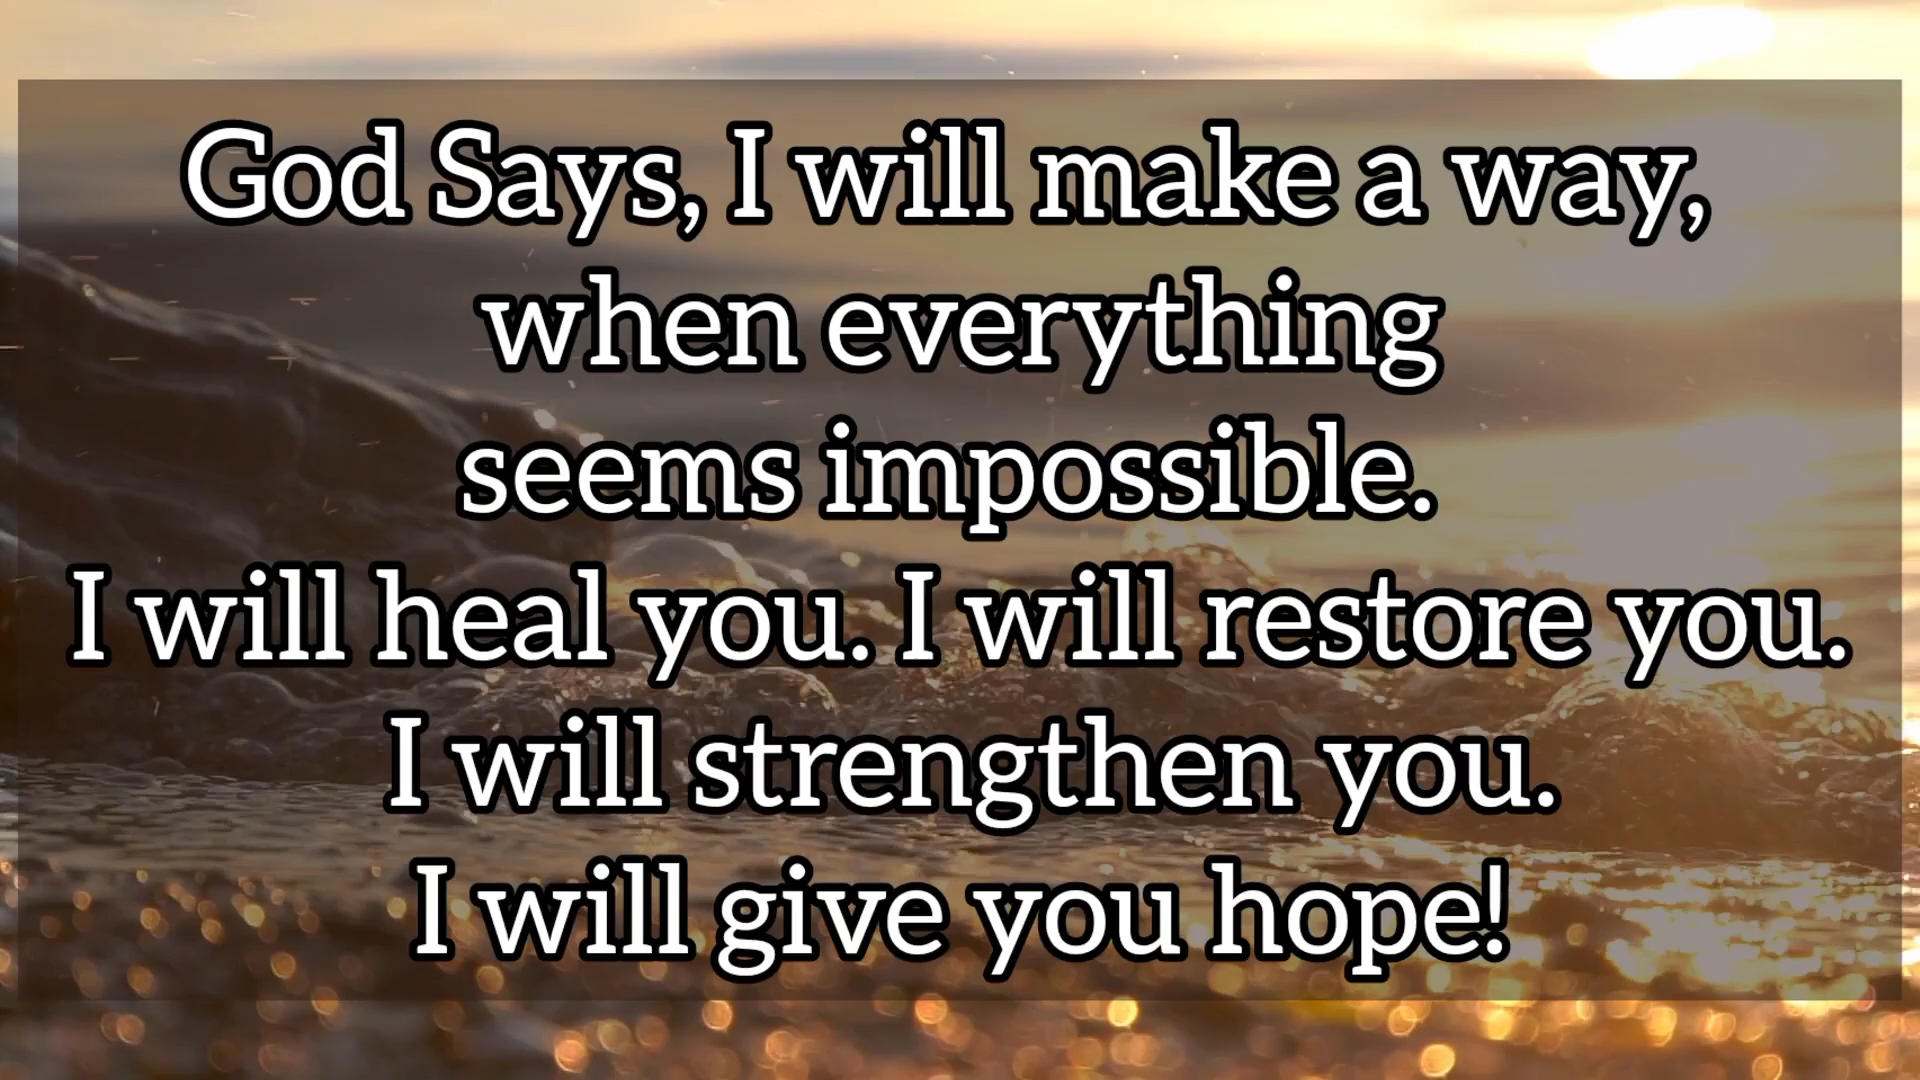 God Says, I will make a way,
when everything
seems impossible.
I will heal you. I will restore you.
I will strengthen you.
I will give you hope!